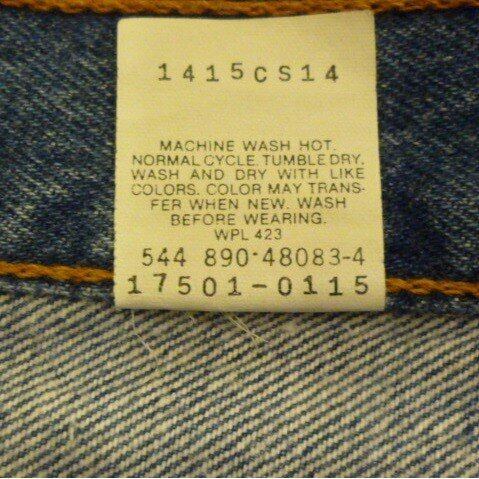 1415CS14
MACHINE WASH HOT.
NORMAL CYCLE. TUMBLE DRY.
WASH AND DRY WITH LIKE
COLORS. COLOR MAY TRANS-
FER WHEN NEW. WASH
BEFORE WEARING.
WPL 423
544 890-48083-4
17501-0115